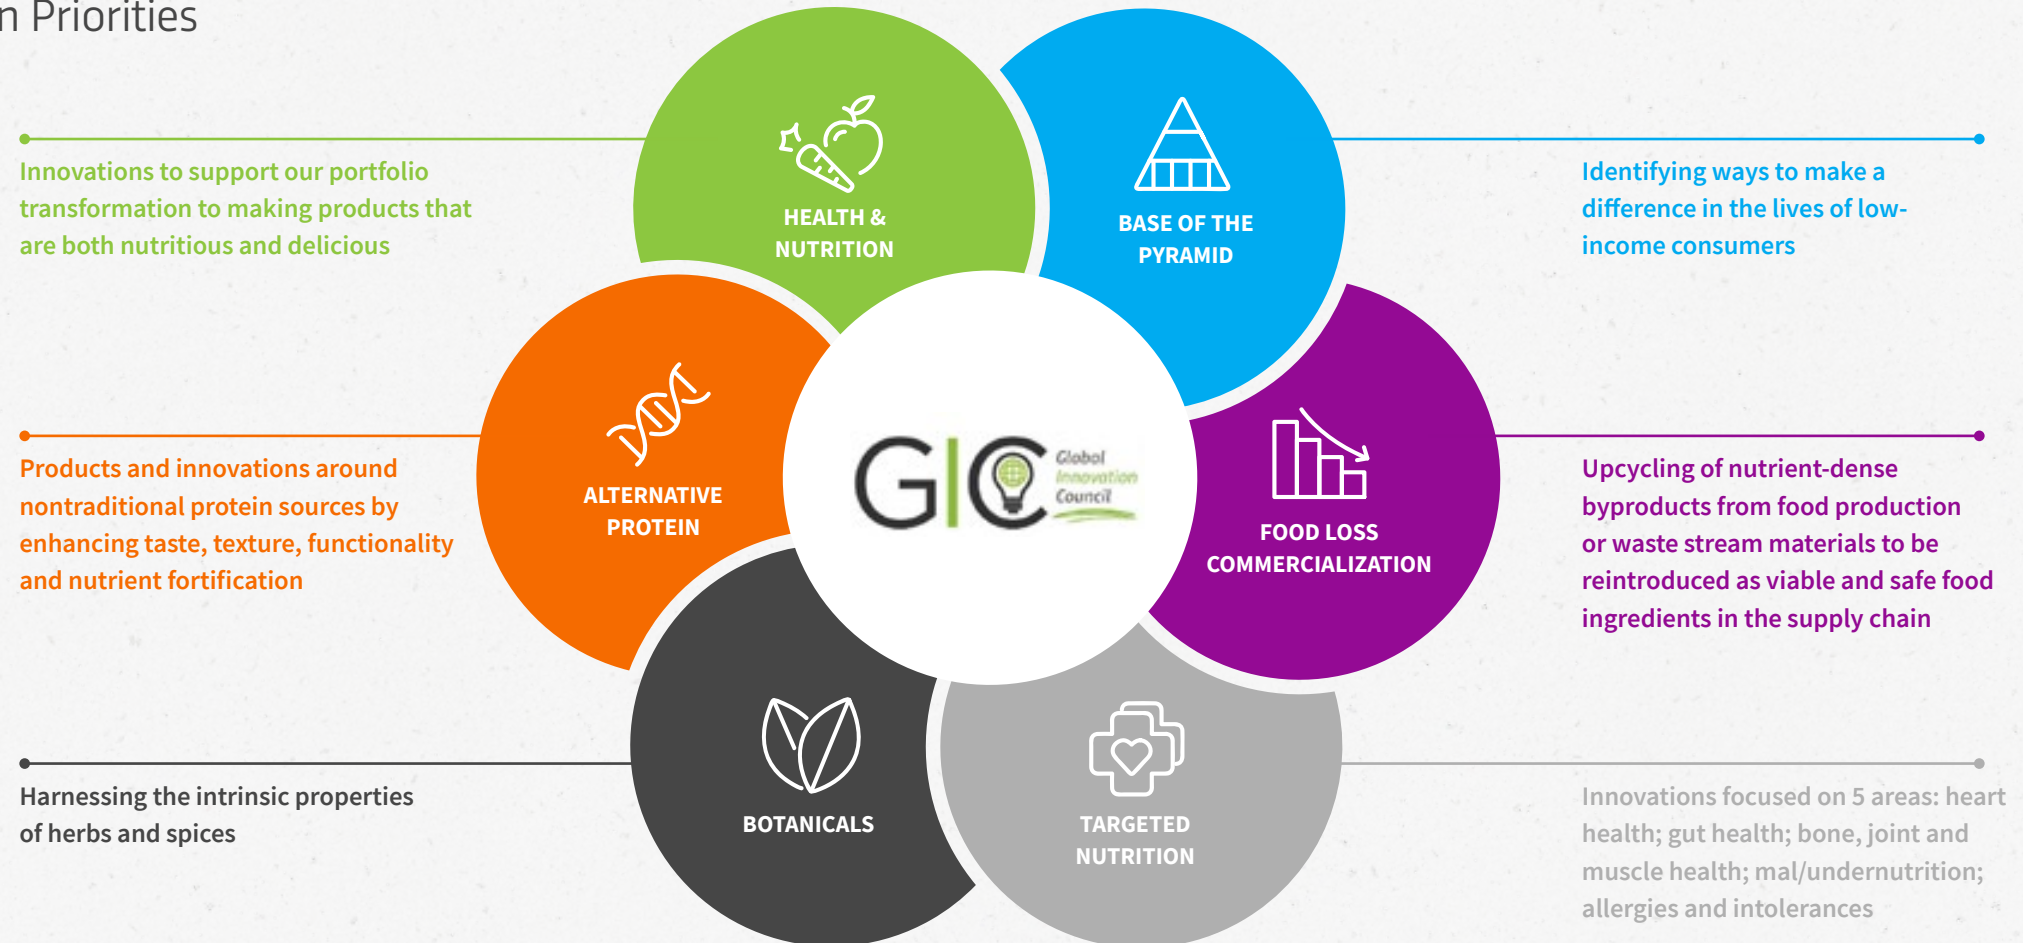 n Priorities
Innovations to support our portfolio
transformation to making products that
are both nutritious and delicious
HEALTH &
NUTRITION
BASE OF THE
PYRAMID
Identifying ways to make a
difference in the lives of low-
income consumers
Products and innovations around
nontraditional protein sources by
enhancing taste, texture, functionality
and nutrient fortification
ALTERNATIVE
PROTEIN
GIC
Global
Innovation
Council
FOOD LOSS
COMMERCIALIZATION
Upcycling of nutrient-dense
byproducts from food production
or waste stream materials to be
reintroduced as viable and safe food
ingredients in the supply chain
Harnessing the intrinsic properties
of herbs and spices
BOTANICALS
TARGETED
NUTRITION
Innovations focused on 5 areas: heart
health; gut health; bone, joint and
muscle health; mal/undernutrition;
allergies and intolerances